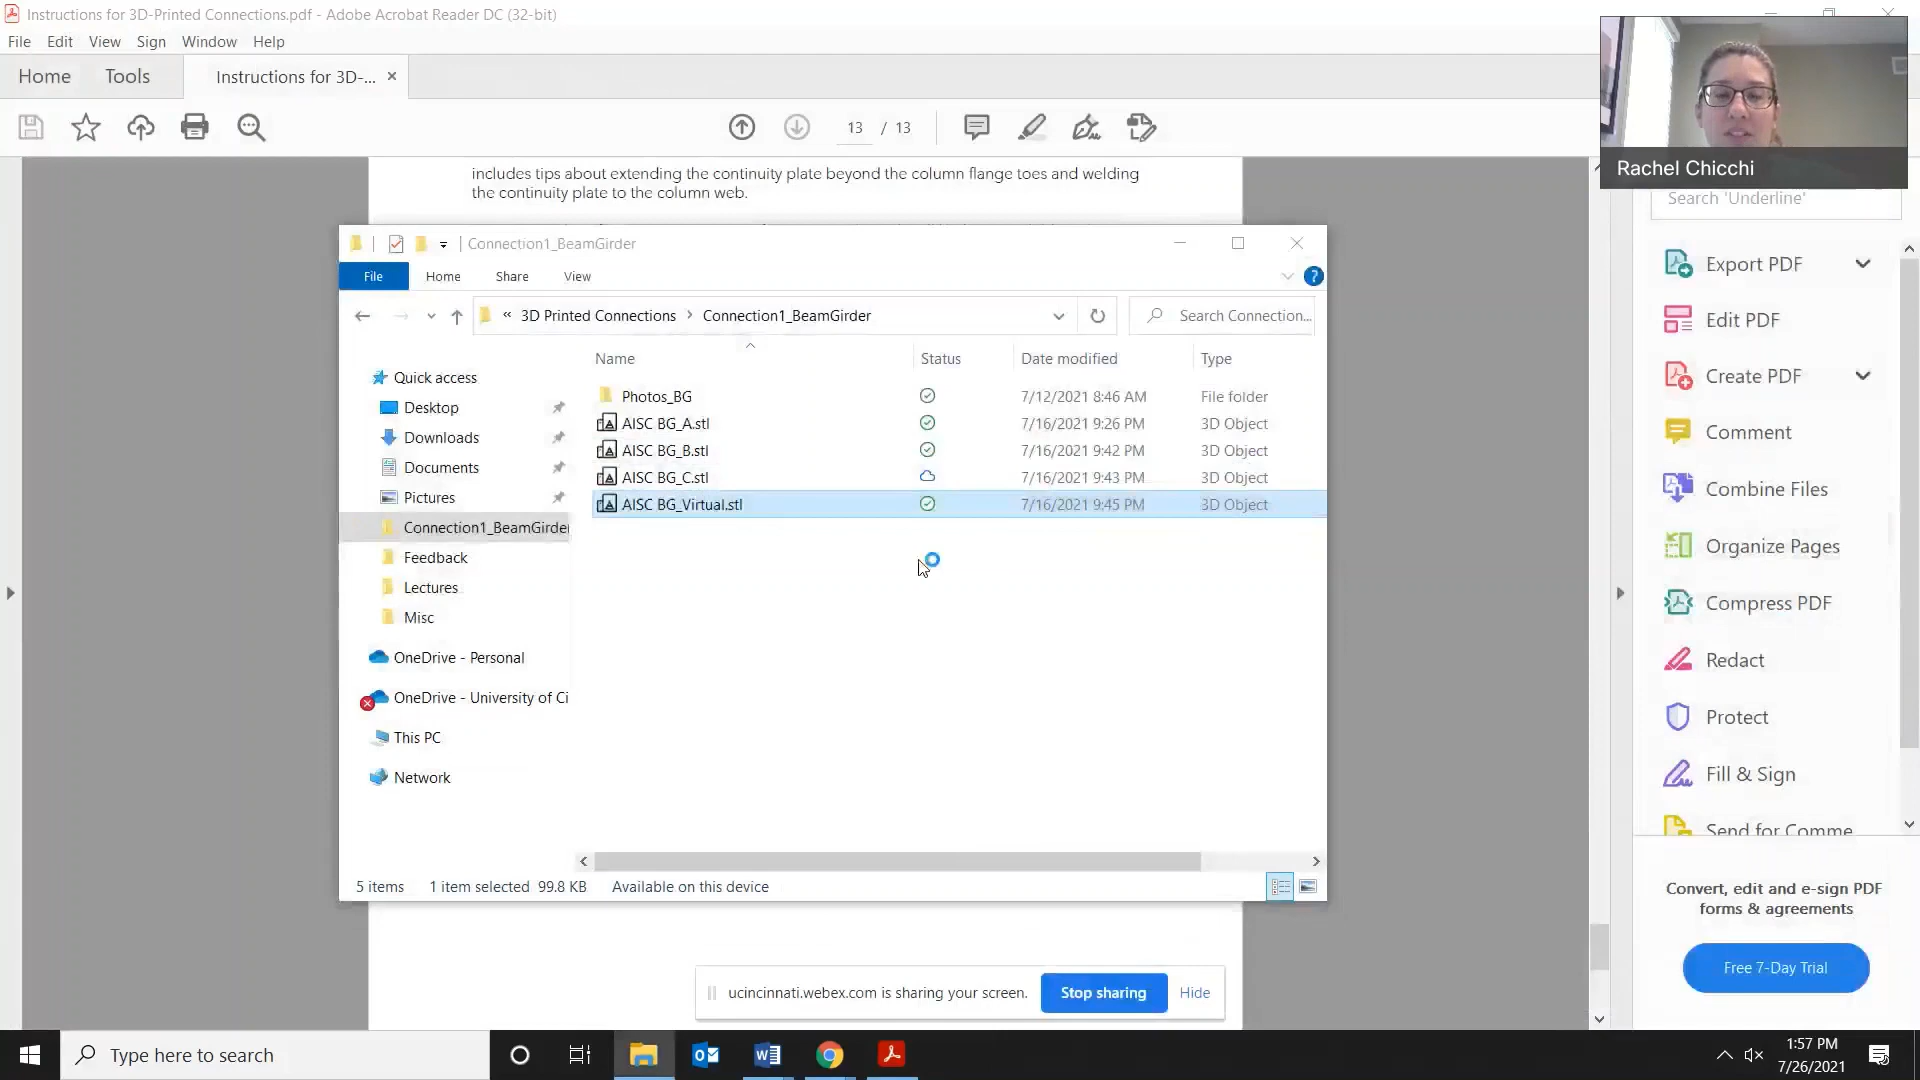 Instructions for 3D-Printed Connections.pdf - Adobe Acrobat Reader DC (32-bit)
File Edit View Sign Window Help
Home Tools Instructions for 3D-... ×
13 / 13
Rachel Chicchi
includes tips about extending the continuity plate beyond the column flange toes and welding
the continuity plate to the column web.
Search 'Underline'
Connection1_BeamGirder
File Home Share View
« 3D Printed Connections > Connection1_BeamGirder
Search Connection...
Name Status Date modified Type
Photos_BG 7/12/2021 8:46 AM File folder
AISC BG_A.stl 7/16/2021 9:26 PM 3D Object
AISC BG_B.stl 7/16/2021 9:42 PM 3D Object
AISC BG_C.stl 7/16/2021 9:43 PM 3D Object
AISC BG_Virtual.stl 7/16/2021 9:45 PM 3D Object
Quick access
Desktop
Downloads
Documents
Pictures
Connection1_BeamGirder
Feedback
Lectures
Misc
OneDrive - Personal
OneDrive - University of Ci
This PC
Network
5 items 1 item selected 99.8 KB Available on this device
Export PDF
Edit PDF
Create PDF
Comment
Combine Files
Organize Pages
Compress PDF
Redact
Protect
Fill & Sign
Send for Comme
Convert, edit and e-sign PDF
forms & agreements
Free 7-Day Trial
ucincinnati.webex.com is sharing your screen. Stop sharing Hide
Type here to search
1:57 PM
7/26/2021